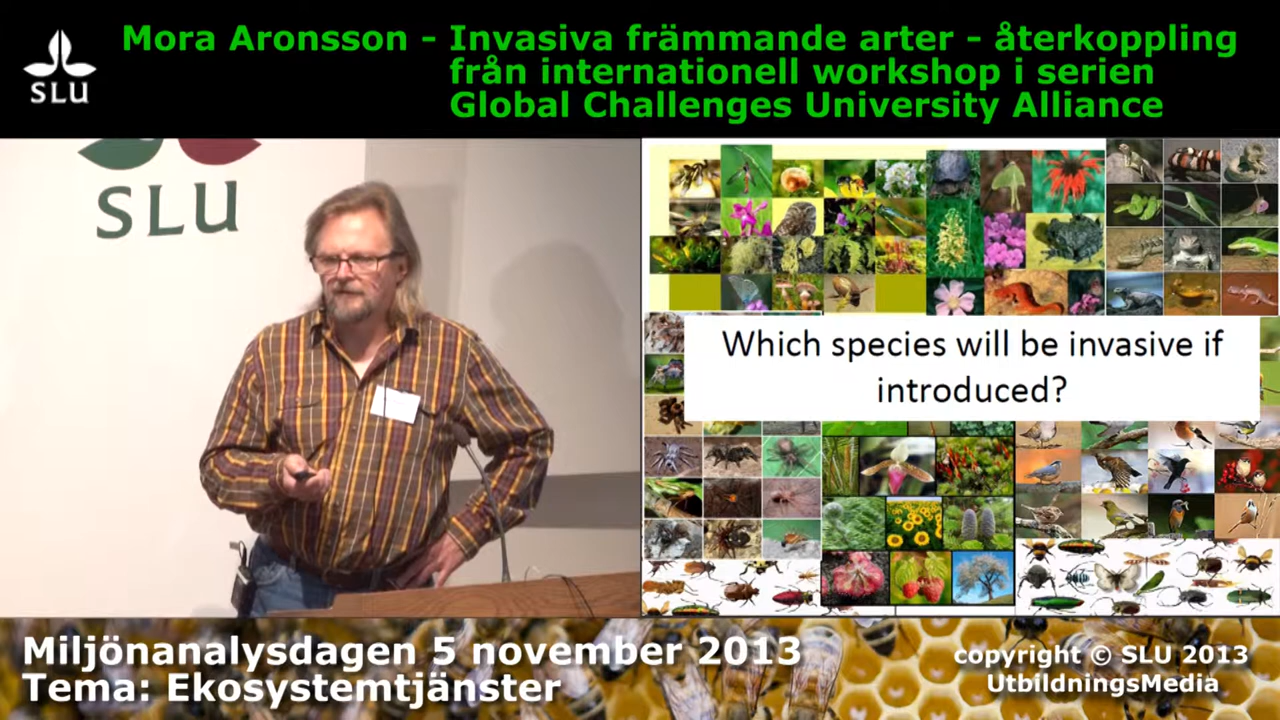 Mora Aronsson - Invasiva främmande arter - återkoppling
från internationell workshop i serien
Global Challenges University Alliance
SLU
SLU
Which species will be invasive if
introduced?
Miljönanalysdagen 5 november 2013
Tema: Ekosystemtjänster
copyright © SLU 2013
UtbildningsMedia